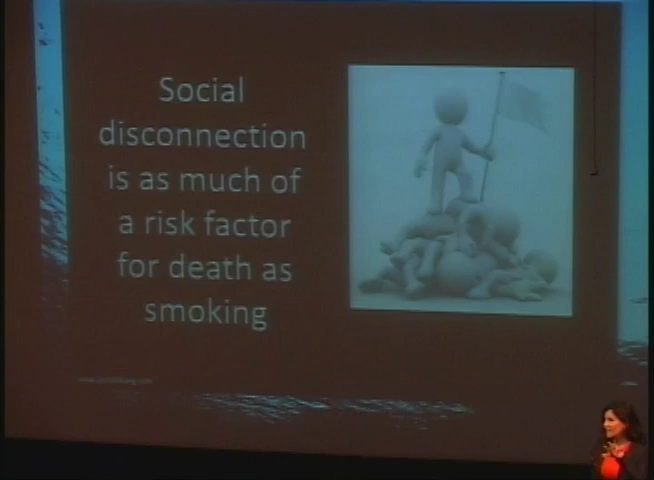 Social
disconnection
is as much of
a risk factor
for death as
smoking